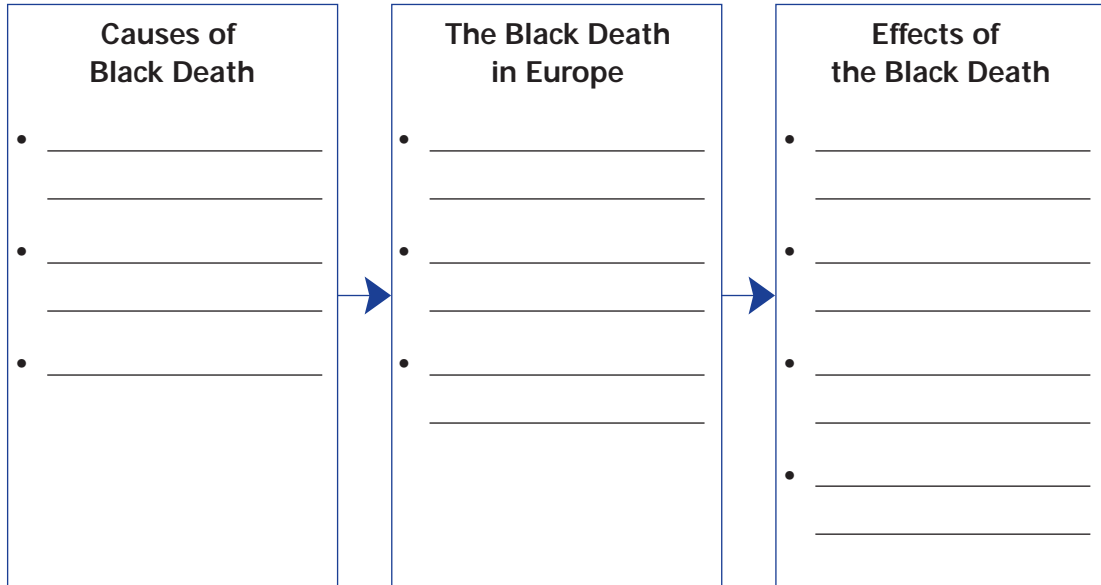 Causes of
Black Death
•
•
•
The Black Death
in Europe
•
•
•
Effects of
the Black Death
•
•
•
•